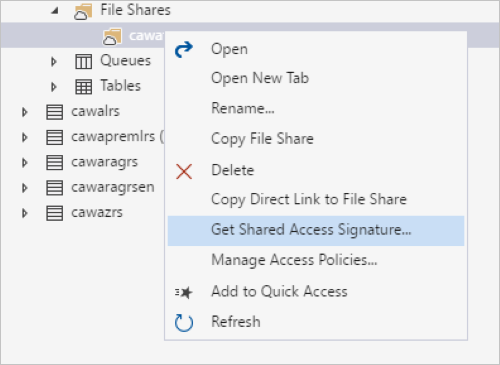 File Shares
Open
Open New Tab
Rename...
Copy File Share
Delete
Copy Direct Link to File Share
Get Shared Access Signature...
Manage Access Policies...
Add to Quick Access
Refresh
Queues
Tables
cawalrs
cawapremlrs (
cawaragrs
cawaragrsen
cawazrs